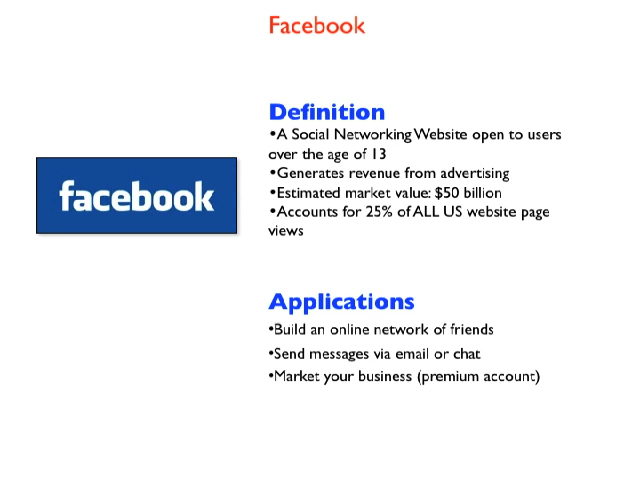 Facebook
facebook
Definition
•A Social Networking Website open to users
over the age of 13
•Generates revenue from advertising
•Estimated market value: $50 billion
•Accounts for 25% of ALL US website page
views
Applications
•Build an online network of friends
•Send messages via email or chat
•Market your business (premium account)